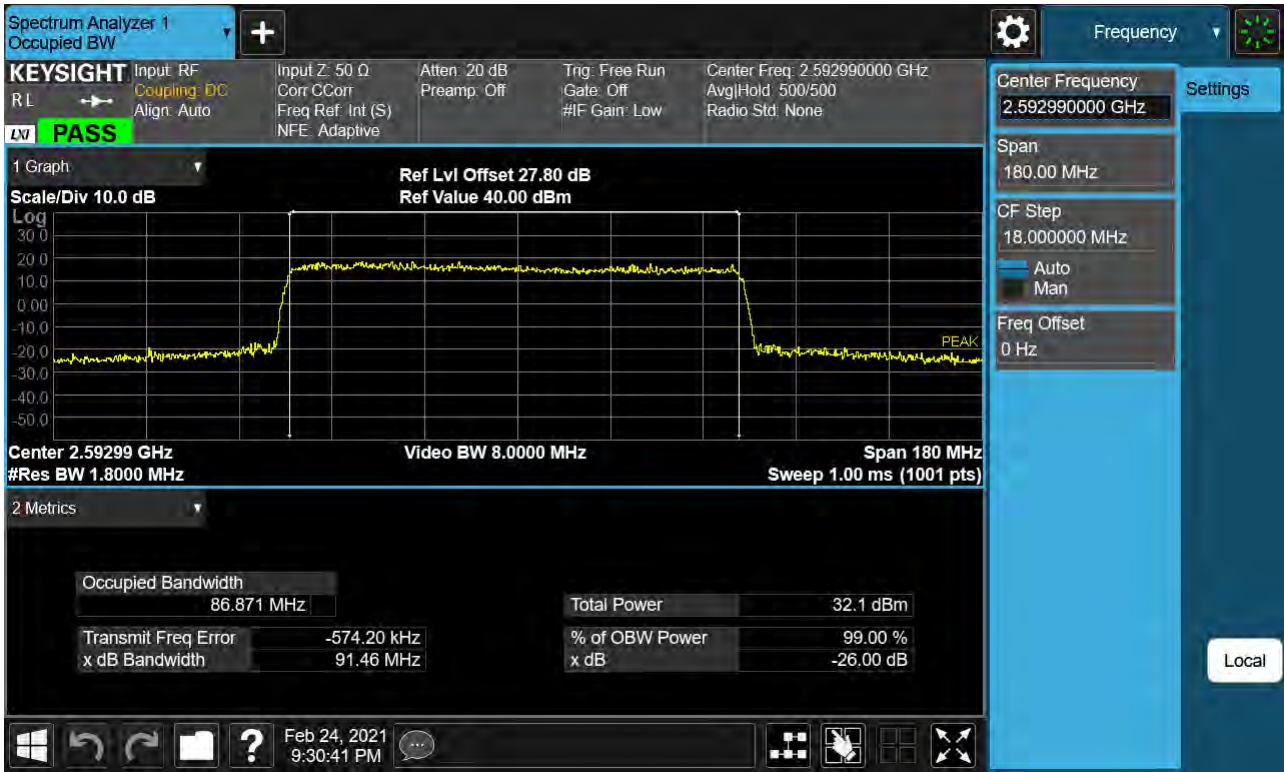 Spectrum Analyzer 1
Occupied BW
Frequency
KEYSIGHT
R L
LXI PASS
Input: RF
Coupling: DC
Align: Auto
Input Z: 50 Ω
Corr CCorr
Freq Ref: Int (S)
NFE: Adaptive
Atten: 20 dB
Preamp: Off
Trig: Free Run
Gate: Off
#IF Gain: Low
Center Freq: 2.592990000 GHz
Avg|Hold: 500/500
Radio Std: None
Center Frequency
2.592990000 GHz
Settings
Span
180.00 MHz
CF Step
18.000000 MHz
Auto
Man
Freq Offset
0 Hz
Local
1 Graph
Scale/Div 10.0 dB
Ref Lvl Offset 27.80 dB
Ref Value 40.00 dBm
Log
30.0
20.0
10.0
0.00
-10.0
-20.0
-30.0
-40.0
-50.0
PEAK
Center 2.59299 GHz
#Res BW 1.8000 MHz
Video BW 8.0000 MHz
Span 180 MHz
Sweep 1.00 ms (1001 pts)
2 Metrics
Occupied Bandwidth
86.871 MHz
Transmit Freq Error -574.20 kHz
x dB Bandwidth 91.46 MHz
Total Power 32.1 dBm
% of OBW Power 99.00 %
x dB -26.00 dB
?
Feb 24, 2021
9:30:41 PM